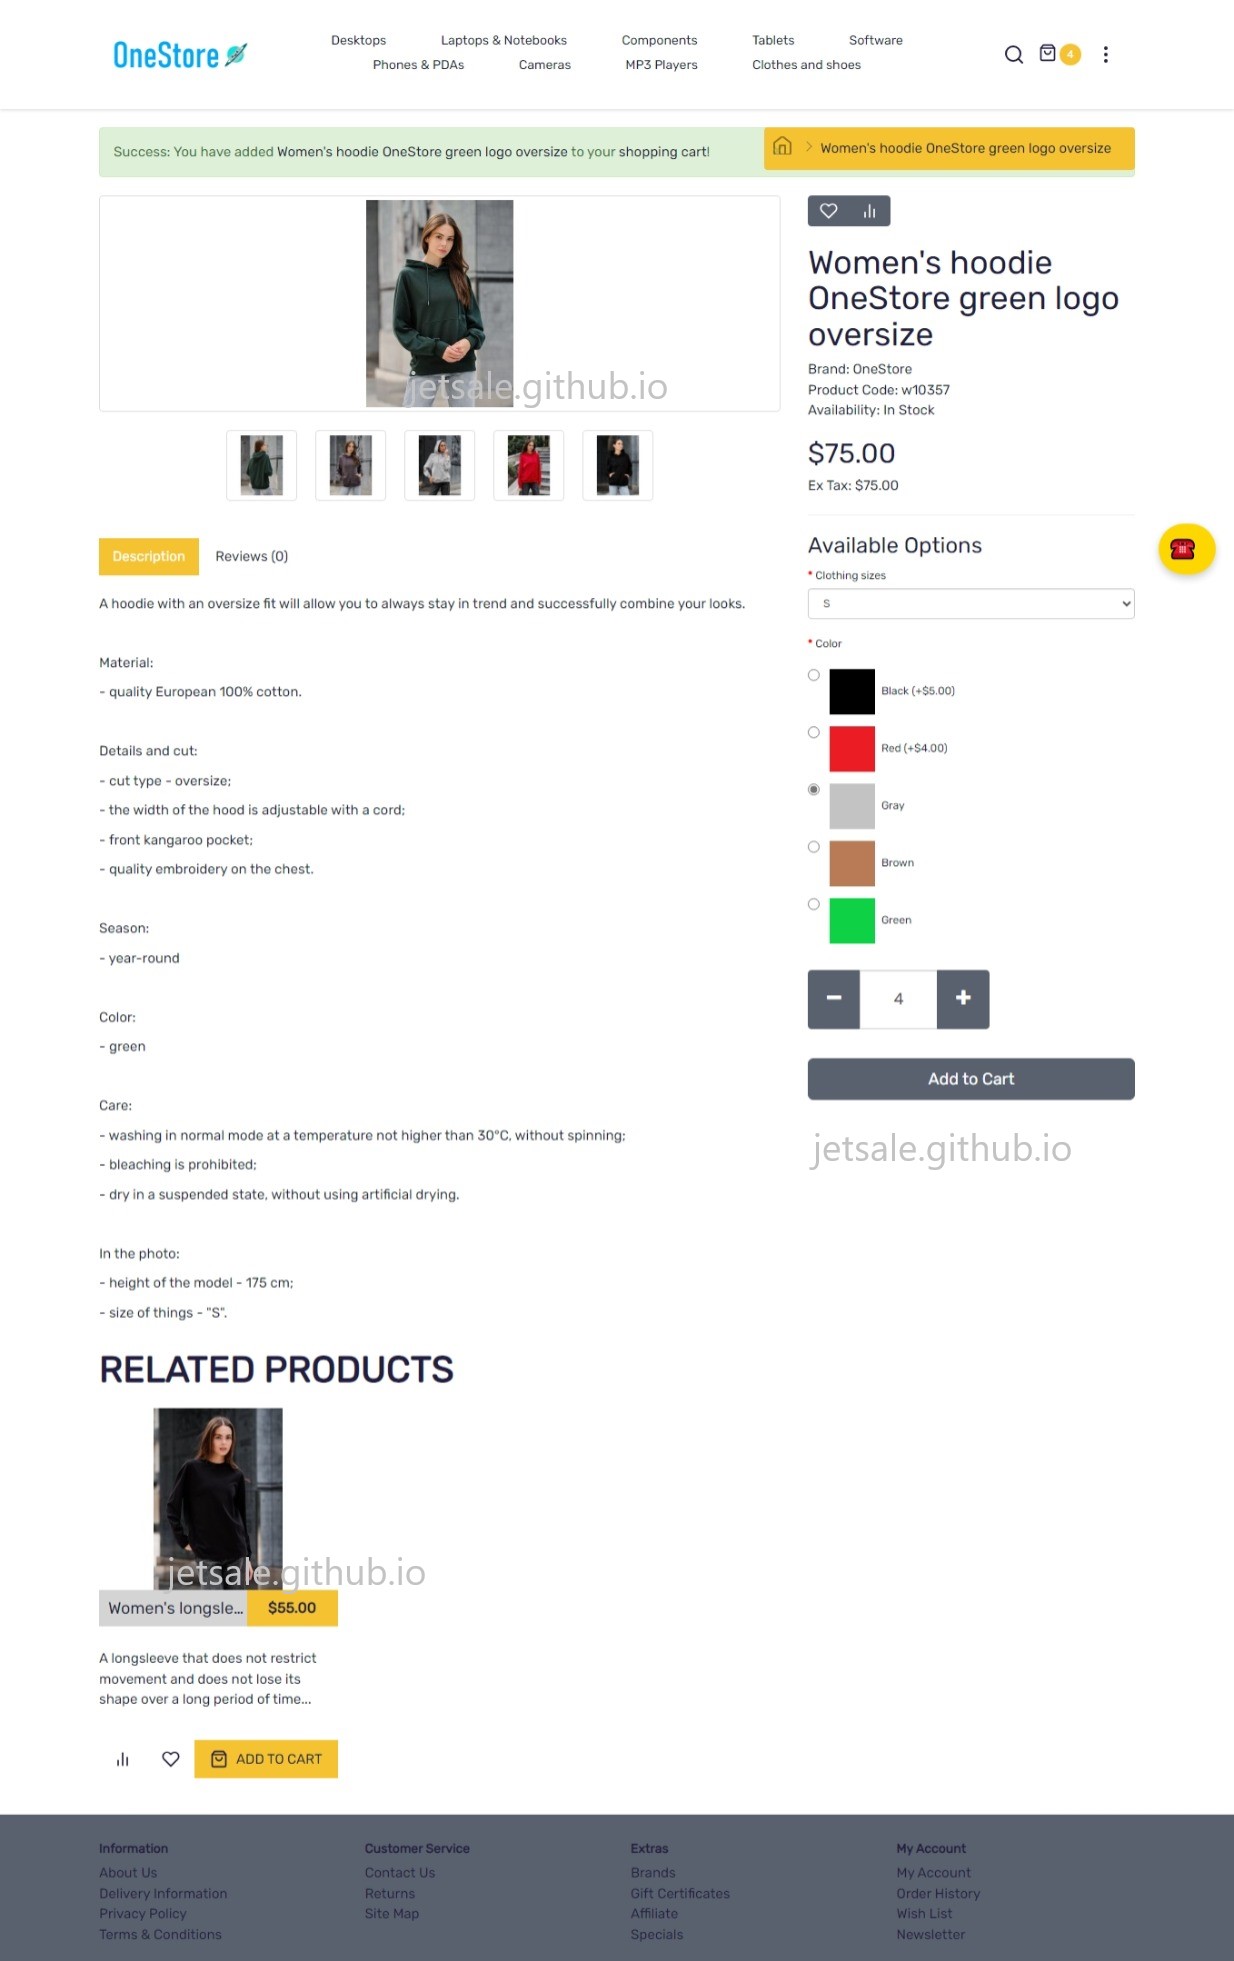 OneStore
Desktops
Laptops & Notebooks
Components
Tablets
Software
Phones & PDAs
Cameras
MP3 Players
Clothes and shoes
4
Success: You have added Women's hoodie OneStore green logo oversize to your shopping cart!
Women's hoodie OneStore green logo oversize
jetsale.github.io
Description
Reviews (0)
A hoodie with an oversize fit will allow you to always stay in trend and successfully combine your looks.
Material:
- quality European 100% cotton.
Details and cut:
- cut type - oversize;
- the width of the hood is adjustable with a cord;
- front kangaroo pocket;
- quality embroidery on the chest.
Season:
- year-round
Color:
- green
Care:
- washing in normal mode at a temperature not higher than 30°C, without spinning;
- bleaching is prohibited;
- dry in a suspended state, without using artificial drying.
In the photo:
- height of the model - 175 cm;
- size of things - "S".
Women's hoodie
OneStore green logo
oversize
Brand: OneStore
Product Code: w10357
Availability: In Stock
$75.00
Ex Tax: $75.00
Available Options
* Clothing sizes
S
* Color
Black (+$5.00)
Red (+$4.00)
Gray
Brown
Green
4
Add to Cart
jetsale.github.io
RELATED PRODUCTS
jetsale.github.io
Women's longsle...
$55.00
A longsleeve that does not restrict
movement and does not lose its
shape over a long period of time...
ADD TO CART
Information
About Us
Delivery Information
Privacy Policy
Terms & Conditions
Customer Service
Contact Us
Returns
Site Map
Extras
Brands
Gift Certificates
Affiliate
Specials
My Account
My Account
Order History
Wish List
Newsletter